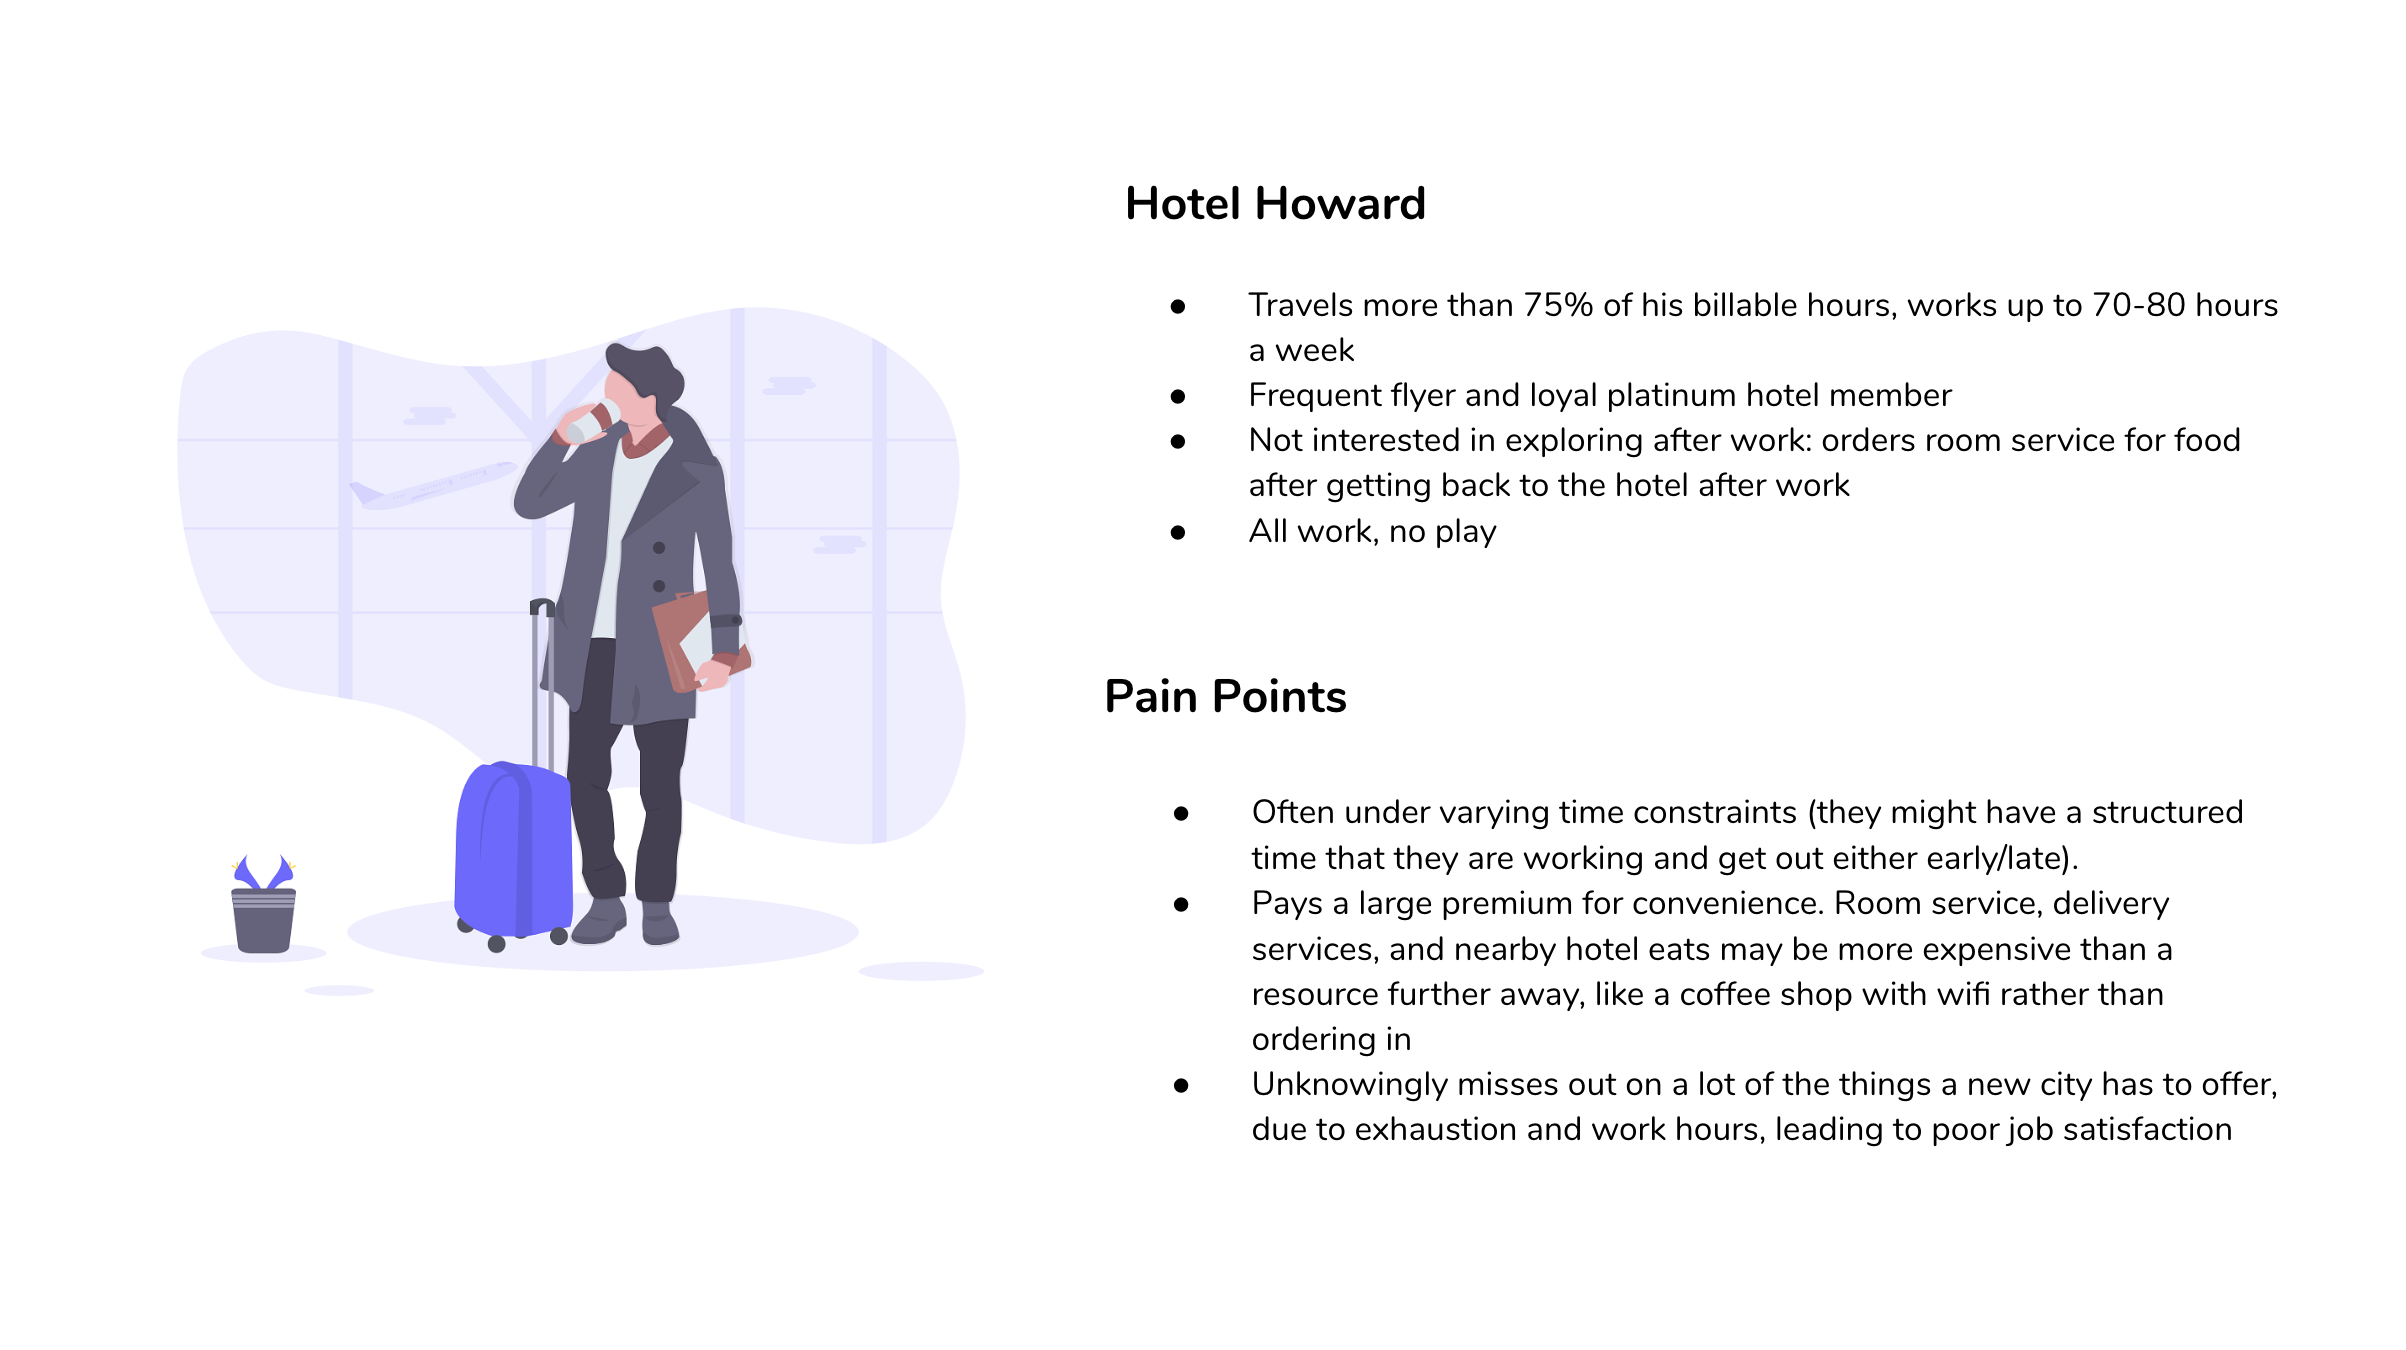 Hotel Howard
● Travels more than 75% of his billable hours, works up to 70-80 hours
a week
● Frequent flyer and loyal platinum hotel member
● Not interested in exploring after work: orders room service for food
after getting back to the hotel after work
● All work, no play
Pain Points
● Often under varying time constraints (they might have a structured
time that they are working and get out either early/late).
● Pays a large premium for convenience. Room service, delivery
services, and nearby hotel eats may be more expensive than a
resource further away, like a coffee shop with wifi rather than
ordering in
● Unknowingly misses out on a lot of the things a new city has to offer,
due to exhaustion and work hours, leading to poor job satisfaction